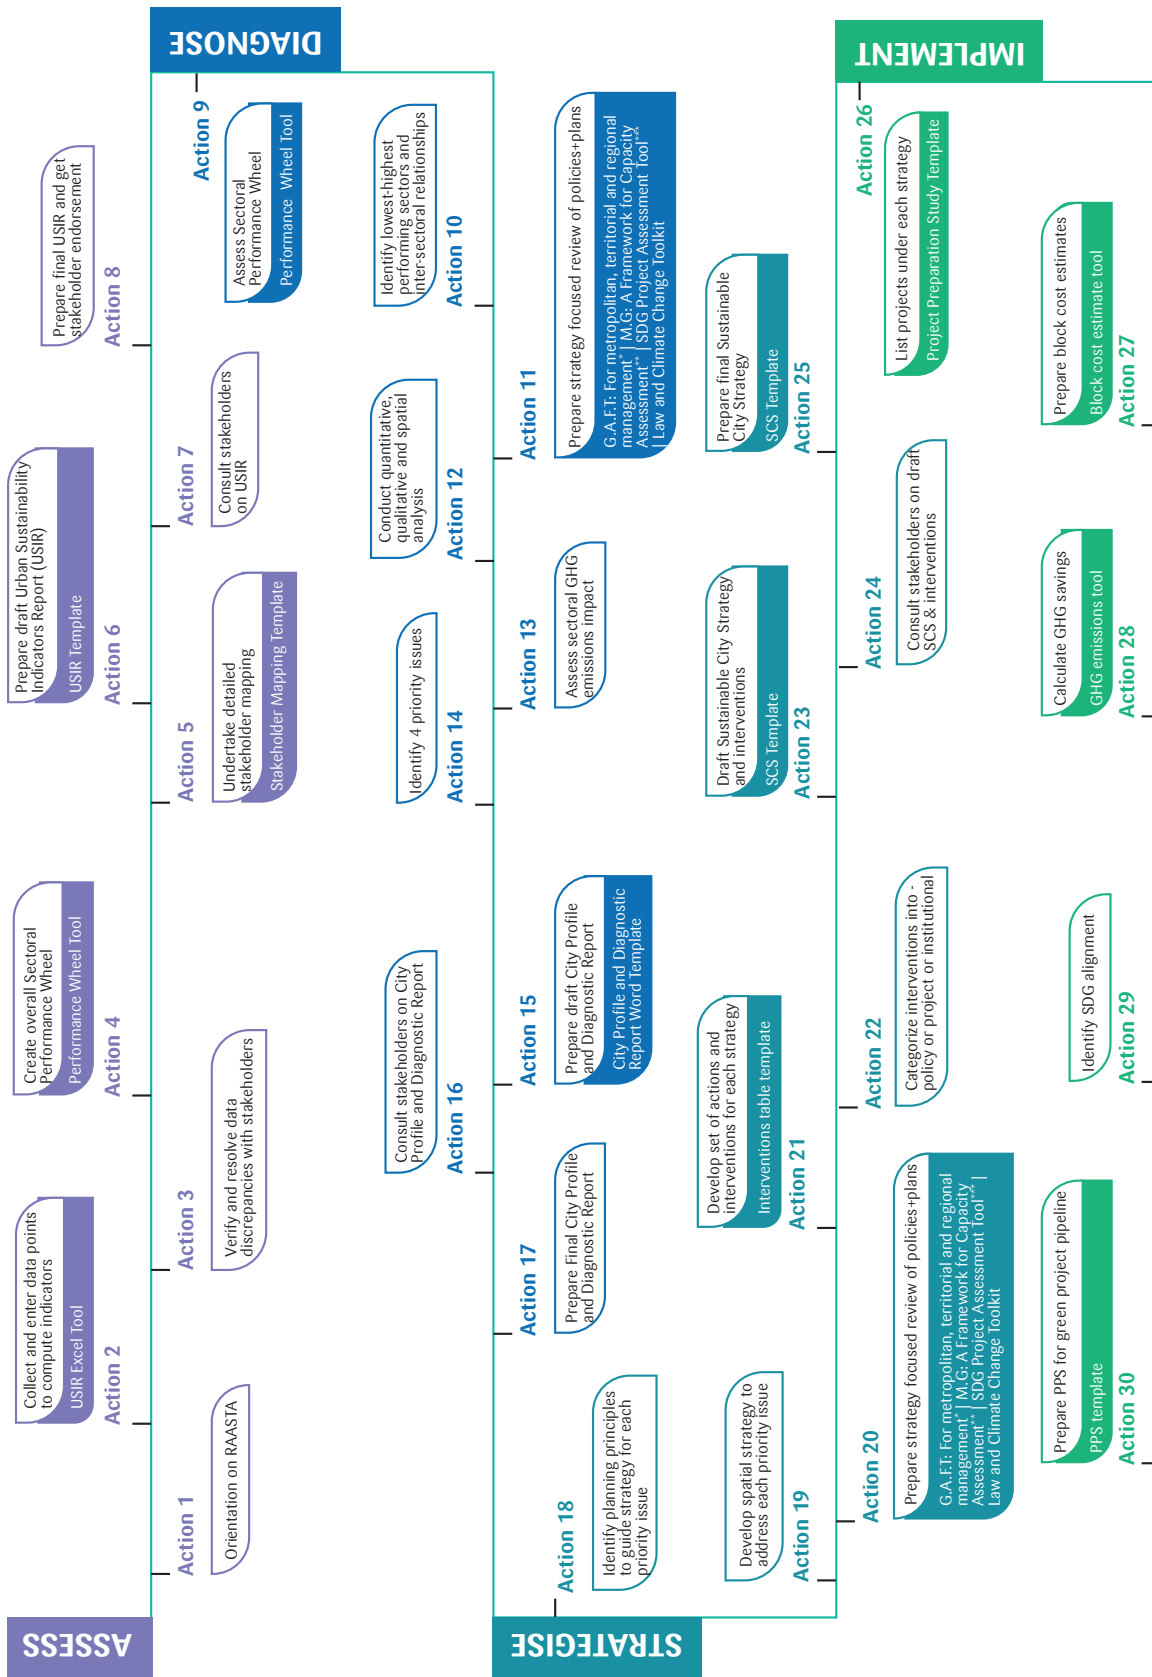 ASSESS
Action 1
Orientation on RAASTA
Collect and enter data points
to compute indicators
USIR Excel Tool
Action 2
Action 3
Verify and resolve data
discrepancies with stakeholders
Create overall Sectoral
Performance Wheel
Performance Wheel Tool
Action 4
Action 5
Undertake detailed
stakeholder mapping
Stakeholder Mapping Template
Prepare draft Urban Sustainability
Indicators Report (USIR)
USIR Template
Action 6
Action 7
Consult stakeholders
on USIR
Prepare final USIR and get
stakeholder endorsement
Action 8
DIAGNOSE
Action 9
Assess Sectoral
Performance Wheel
Performance Wheel Tool
Identify lowest-highest
performing sectors and
inter-sectoral relationships
Action 10
Action 11
Prepare strategy focused review of policies+plans
G.A.F.T: For metropolitan, territorial and regional
management* | M.G: A Framework for Capacity
Assessment** | SDG Project Assessment Tool***
| Law and Climate Change Toolkit
Conduct quantitative,
qualitative and spatial
analysis
Action 12
Action 13
Assess sectoral GHG
emissions impact
Identify 4 priority issues
Action 14
Action 15
Prepare draft City Profile
and Diagnostic Report
City Profile and Diagnostic
Report Word Template
Consult stakeholders on City
Profile and Diagnostic Report
Action 16
Action 17
Prepare Final City Profile
and Diagnostic Report
STRATEGISE
Action 18
Identify planning principles
to guide strategy for each
priority issue
Develop spatial strategy to
address each priority issue
Action 19
Action 20
Prepare strategy focused review of policies+plans
G.A.F.T: For metropolitan, territorial and regional
management* | M.G: A Framework for Capacity
Assessment** | SDG Project Assessment Tool*** |
Law and Climate Change Toolkit
Develop set of actions and
interventions for each strategy
Interventions table template
Action 21
Action 22
Categorize interventions into -
policy or project or institutional
Draft Sustainable City Strategy
and interventions
SCS Template
Action 23
Action 24
Consult stakeholders on draft
SCS & interventions
Prepare final Sustainable
City Strategy
SCS Template
Action 25
IMPLEMENT
Action 26
List projects under each strategy
Project Preparation Study Template
Prepare block cost estimates
Block cost estimate tool
Action 27
Calculate GHG savings
GHG emissions tool
Action 28
Identify SDG alignment
Action 29
Prepare PPS for green project pipeline
PPS template
Action 30